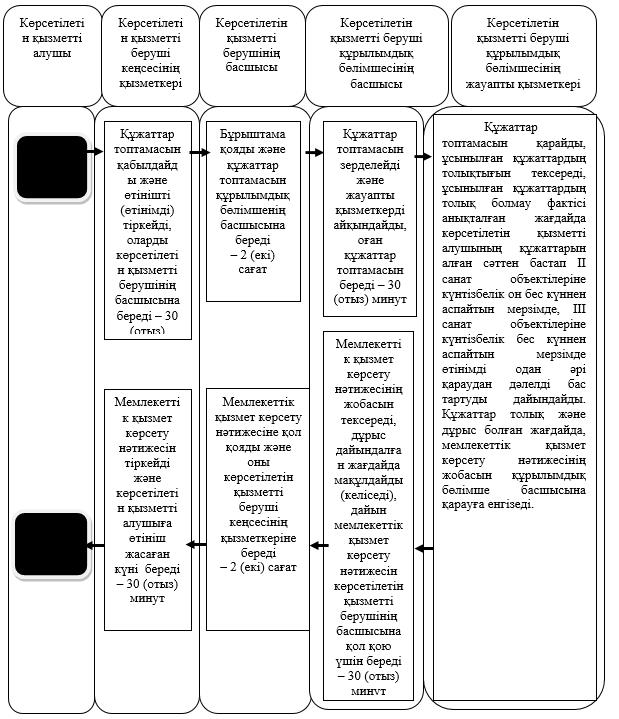 Көрсетілеті
н қызметті
алушы
Көрсетілеті
н қызметті
беруші
кеңсесінің
қызметкері
Көрсетілетін
қызметті
берушінің
басшысы
Көрсетілетін
қызметті беруші
құрылымдық
бөлімшесінің
басшысы
Көрсетілетін
қызметті беруші
құрылымдық
бөлімшесінің
жауапты қызметкері
Құжаттар
топтамасын
қабылдайд
ы және
өтінішті
(өтінімді)
тіркейді,
оларды
көрсетілеті
н қызметті
берушінің
басшысына
береді – 30
(отыз)
Бұрыштама
қояды және
құжаттар
топтамасын
құрылымдық
бөлімшенің
басшысына
береді
– 2 (екі)
сағат
Құжаттар
топтамасын
зерделейді
және
жауапты
қызметкерді
айқындайды,
оған
құжаттар
топтамасын
береді – 30
(отыз) минут
Құжаттар
топтамасын қарайды,
ұсынылған құжаттардың
толықтығын тексереді,
ұсынылған құжаттардың
толық болмау фактісі
анықталған жағдайда
көрсетілетін қызметті
алушының құжаттарын
алған сәттен бастап II
санат объектілеріне
күнтізбелік он бес күннен
аспайтын мерзімде, III
санат объектілеріне
күнтізбелік бес күннен
аспайтын мерзімде
өтінімді одан әрі
қараудан дәлелді бас
тартуды дайындайды.
Құжаттар толық және
дұрыс болған жағдайда,
мемлекеттік қызмет
көрсету нәтижесінің
жобасын құрылымдық
бөлімше басшысына
қарауға енгізеді.
Мемлекетті
к қызмет
көрсету
нәтижесін
тіркейді
және
көрсетілеті
н қызметті
алушыға
өтініш
жасаған
күні береді
– 30 (отыз)
минут
Мемлекеттік
қызмет көрсету
нәтижесіне қол
қояды және
оны
көрсетілетін
қызметті
беруші
кеңсесінің
қызметкеріне
береді
– 2 (екі) сағат
Мемлекетті
к қызмет
көрсету
нәтижесінің
жобасын
тексереді,
дұрыс
дайындалға
н жағдайда
мақұлдайды
(келіседі),
дайын
мемлекеттік
қызмет
көрсету
нәтижесін
көрсетілетін
қызметті
берушінің
басшысына
қол қою
үшін береді
– 30 (отыз)
минут